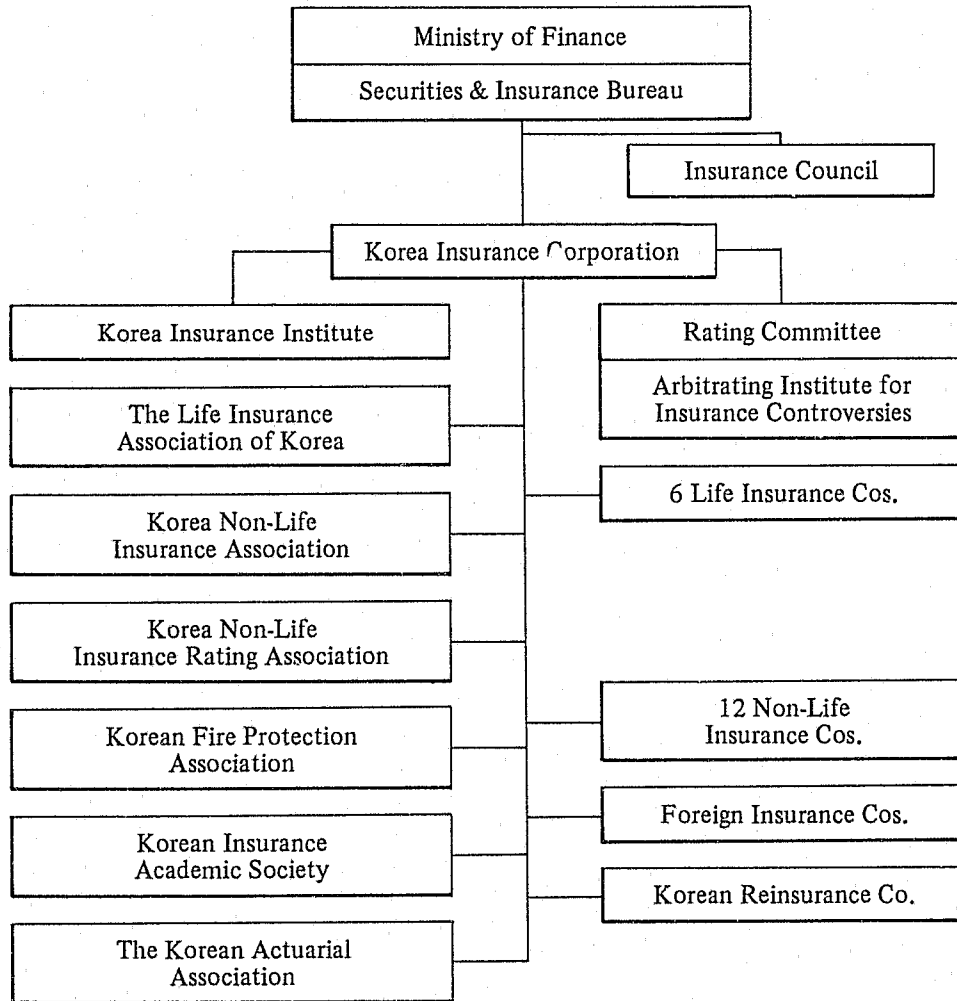 Ministry of Finance
Securities & Insurance Bureau
Insurance Council
Korea Insurance Corporation
Korea Insurance Institute
Rating Committee
Arbitrating Institute for
Insurance Controversies
The Life Insurance
Association of Korea
6 Life Insurance Cos.
Korea Non-Life
Insurance Association
Korea Non-Life
Insurance Rating Association
12 Non-Life
Insurance Cos.
Korean Fire Protection
Association
Foreign Insurance Cos.
Korean Insurance
Academic Society
Korean Reinsurance Co.
The Korean Actuarial
Association